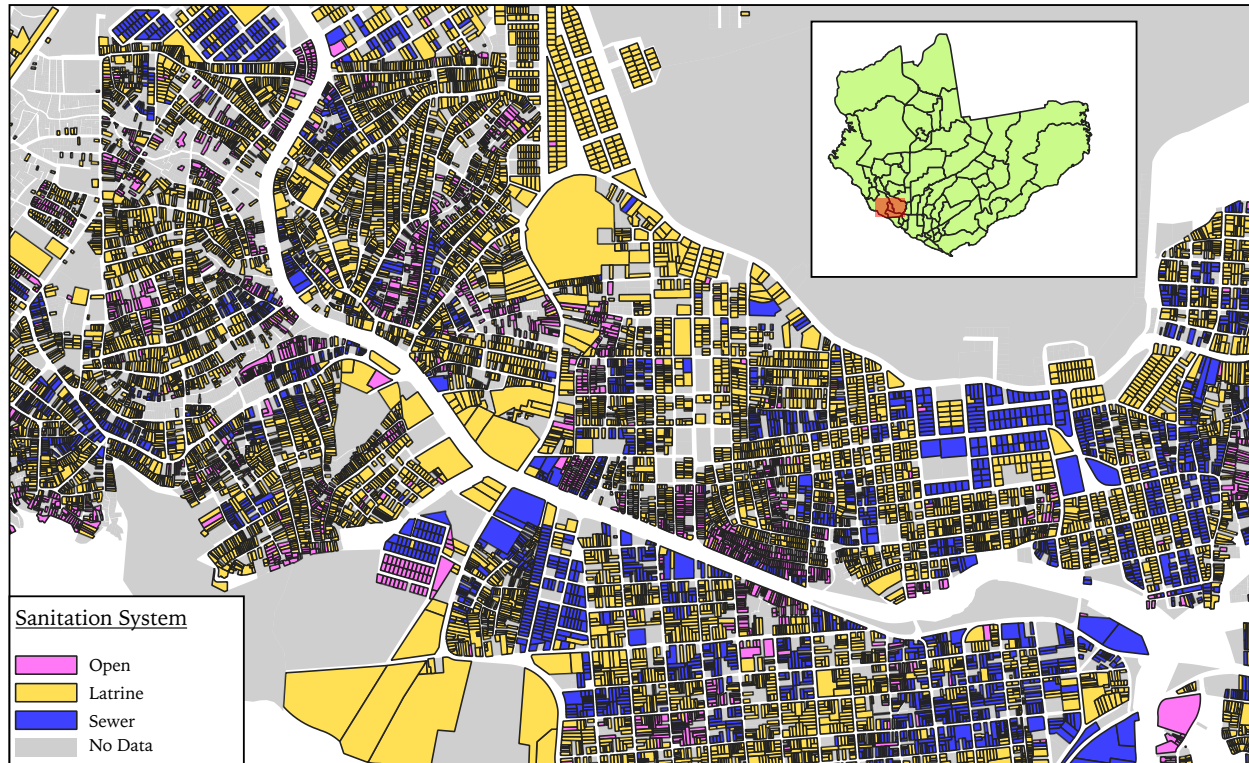 Sanitation System
Open
Latrine
Sewer
No Data